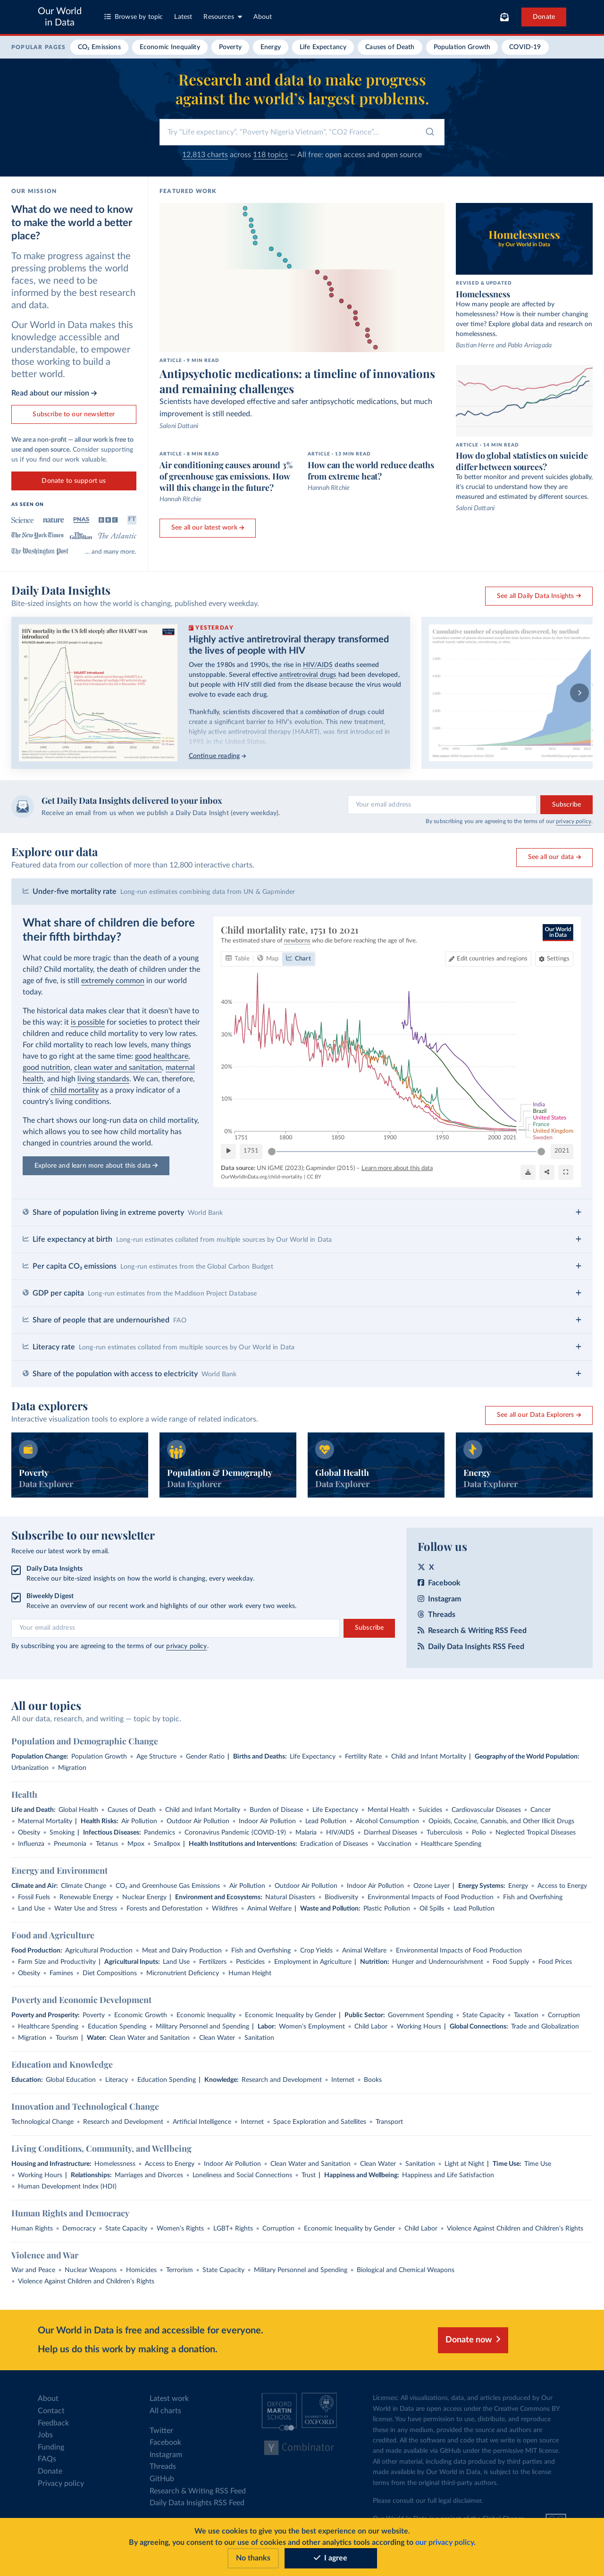 Our World
in Data
Browse by topic
Latest
Resources
About
Donate
POPULAR PAGES
CO₂ Emissions
Economic Inequality
Poverty
Energy
Life Expectancy
Causes of Death
Population Growth
COVID-19
Research and data to make progress
against the world's largest problems.
Try "Life expectancy", "Poverty Nigeria Vietnam", "CO2 France"...
12,813 charts across 118 topics — All free: open access and open source
OUR MISSION
What do we need to know
to make the world a better
place?
To make progress against the
pressing problems the world
faces, we need to be
informed by the best research
and data.
Our World in Data makes this
knowledge accessible and
understandable, to empower
those working to build a
better world.
Read about our mission →
Subscribe to our newsletter
We are a non-profit — all our work is free to
use and open source. Consider supporting
us if you find our work valuable.
Donate to support us
AS SEEN ON
Science
nature
PNAS
BBC
FT
The New York Times
The Guardian
The Atlantic
The Washington Post
... and many more.
FEATURED WORK
ARTICLE · 9 MIN READ
Antipsychotic medications: a timeline of innovations
and remaining challenges
Scientists have developed effective and safer antipsychotic medications, but much
improvement is still needed.
Saloni Dattani
ARTICLE · 8 MIN READ
Air conditioning causes around 3%
of greenhouse gas emissions. How
will this change in the future?
Hannah Ritchie
ARTICLE · 13 MIN READ
How can the world reduce deaths
from extreme heat?
Hannah Ritchie
See all our latest work →
Homelessness
by Our World in Data
REVISED & UPDATED
Homelessness
How many people are affected by
homelessness? How is their number changing
over time? Explore global data and research on
homelessness.
Bastian Herre and Pablo Arriagada
ARTICLE · 14 MIN READ
How do global statistics on suicide
differ between sources?
To better monitor and prevent suicides globally,
it's crucial to understand how they are
measured and estimated by different sources.
Saloni Dattani
Daily Data Insights
Bite-sized insights on how the world is changing, published every weekday.
See all Daily Data Insights →
HIV mortality in the US fell steeply after HAART was
introduced
HAART introduced
YESTERDAY
Highly active antiretroviral therapy transformed
the lives of people with HIV
Over the 1980s and 1990s, the rise in HIV/AIDS deaths seemed
unstoppable. Several effective antiretroviral drugs had been developed,
but people with HIV still died from the disease because the virus would
evolve to evade each drug.
Thankfully, scientists discovered that a combination of drugs could
create a significant barrier to HIV's evolution. This new treatment,
highly active antiretroviral therapy (HAART), was first introduced in
1995 in the United States.
Continue reading →
Cumulative number of exoplanets discovered, by method
Get Daily Data Insights delivered to your inbox
Receive an email from us when we publish a Daily Data Insight (every weekday).
Your email address
Subscribe
By subscribing you are agreeing to the terms of our privacy policy.
Explore our data
Featured data from our collection of more than 12,800 interactive charts.
See all our data →
Under-five mortality rate Long-run estimates combining data from UN & Gapminder
What share of children die before
their fifth birthday?
What could be more tragic than the death of a young
child? Child mortality, the death of children under the
age of five, is still extremely common in our world
today.
The historical data makes clear that it doesn't have to
be this way: it is possible for societies to protect their
children and reduce child mortality to very low rates.
For child mortality to reach low levels, many things
have to go right at the same time: good healthcare,
good nutrition, clean water and sanitation, maternal
health, and high living standards. We can, therefore,
think of child mortality as a proxy indicator of a
country's living conditions.
The chart shows our long-run data on child mortality,
which allows you to see how child mortality has
changed in countries around the world.
Explore and learn more about this data →
Child mortality rate, 1751 to 2021
The estimated share of newborns who die before reaching the age of five.
Our World
in Data
Table
Map
Chart
Edit countries and regions
Settings
40%
30%
20%
10%
0%
1751
1800
1850
1900
1950
2000
2021
India
Brazil
United States
France
United Kingdom
Sweden
1751
2021
Data source: UN IGME (2023); Gapminder (2015) – Learn more about this data
OurWorldInData.org/child-mortality | CC BY
Share of population living in extreme poverty World Bank
Life expectancy at birth Long-run estimates collated from multiple sources by Our World in Data
Per capita CO₂ emissions Long-run estimates from the Global Carbon Budget
GDP per capita Long-run estimates from the Maddison Project Database
Share of people that are undernourished FAO
Literacy rate Long-run estimates collated from multiple sources by Our World in Data
Share of the population with access to electricity World Bank
Data explorers
Interactive visualization tools to explore a wide range of related indicators.
See all our Data Explorers →
Poverty
Data Explorer
Population & Demography
Data Explorer
Global Health
Data Explorer
Energy
Data Explorer
Subscribe to our newsletter
Receive our latest work by email.
Daily Data Insights
Receive our bite-sized insights on how the world is changing, every weekday.
Biweekly Digest
Receive an overview of our recent work and highlights of our other work every two weeks.
Your email address
Subscribe
By subscribing you are agreeing to the terms of our privacy policy.
Follow us
X
Facebook
Instagram
Threads
Research & Writing RSS Feed
Daily Data Insights RSS Feed
All our topics
All our data, research, and writing — topic by topic.
Population and Demographic Change
Population Change: Population Growth • Age Structure • Gender Ratio | Births and Deaths: Life Expectancy • Fertility Rate • Child and Infant Mortality | Geography of the World Population:
Urbanization • Migration
Health
Life and Death: Global Health • Causes of Death • Child and Infant Mortality • Burden of Disease • Life Expectancy • Mental Health • Suicides • Cardiovascular Diseases • Cancer
• Maternal Mortality | Health Risks: Air Pollution • Outdoor Air Pollution • Indoor Air Pollution • Lead Pollution • Alcohol Consumption • Opioids, Cocaine, Cannabis, and Other Illicit Drugs
• Obesity • Smoking | Infectious Diseases: Pandemics • Coronavirus Pandemic (COVID-19) • Malaria • HIV/AIDS • Diarrheal Diseases • Tuberculosis • Polio • Neglected Tropical Diseases
• Influenza • Pneumonia • Tetanus • Mpox • Smallpox | Health Institutions and Interventions: Eradication of Diseases • Vaccination • Healthcare Spending
Energy and Environment
Climate and Air: Climate Change • CO₂ and Greenhouse Gas Emissions • Air Pollution • Outdoor Air Pollution • Indoor Air Pollution • Ozone Layer | Energy Systems: Energy • Access to Energy
• Fossil Fuels • Renewable Energy • Nuclear Energy | Environment and Ecosystems: Natural Disasters • Biodiversity • Environmental Impacts of Food Production • Fish and Overfishing
• Land Use • Water Use and Stress • Forests and Deforestation • Wildfires • Animal Welfare | Waste and Pollution: Plastic Pollution • Oil Spills • Lead Pollution
Food and Agriculture
Food Production: Agricultural Production • Meat and Dairy Production • Fish and Overfishing • Crop Yields • Animal Welfare • Environmental Impacts of Food Production
• Farm Size and Productivity | Agricultural Inputs: Land Use • Fertilizers • Pesticides • Employment in Agriculture | Nutrition: Hunger and Undernourishment • Food Supply • Food Prices
• Obesity • Famines • Diet Compositions • Micronutrient Deficiency • Human Height
Poverty and Economic Development
Poverty and Prosperity: Poverty • Economic Growth • Economic Inequality • Economic Inequality by Gender | Public Sector: Government Spending • State Capacity • Taxation • Corruption
• Healthcare Spending • Education Spending • Military Personnel and Spending | Labor: Women's Employment • Child Labor • Working Hours | Global Connections: Trade and Globalization
• Migration • Tourism | Water: Clean Water and Sanitation • Clean Water • Sanitation
Education and Knowledge
Education: Global Education • Literacy • Education Spending | Knowledge: Research and Development • Internet • Books
Innovation and Technological Change
Technological Change • Research and Development • Artificial Intelligence • Internet • Space Exploration and Satellites • Transport
Living Conditions, Community, and Wellbeing
Housing and Infrastructure: Homelessness • Access to Energy • Indoor Air Pollution • Clean Water and Sanitation • Clean Water • Sanitation • Light at Night | Time Use: Time Use
• Working Hours | Relationships: Marriages and Divorces • Loneliness and Social Connections • Trust | Happiness and Wellbeing: Happiness and Life Satisfaction
• Human Development Index (HDI)
Human Rights and Democracy
Human Rights • Democracy • State Capacity • Women's Rights • LGBT+ Rights • Corruption • Economic Inequality by Gender • Child Labor • Violence Against Children and Children's Rights
Violence and War
War and Peace • Nuclear Weapons • Homicides • Terrorism • State Capacity • Military Personnel and Spending • Biological and Chemical Weapons
• Violence Against Children and Children's Rights
Our World in Data is free and accessible for everyone.
Help us do this work by making a donation.
Donate now
About
Contact
Feedback
Jobs
Funding
FAQs
Donate
Privacy policy
Latest work
All charts
Twitter
Facebook
Instagram
Threads
GitHub
Research & Writing RSS Feed
Daily Data Insights RSS Feed
OXFORD
MARTIN
SCHOOL
UNIVERSITY OF
OXFORD
Y Combinator
Licenses: All visualizations, data, and articles produced by Our
World in Data are open access under the Creative Commons BY
license. You have permission to use, distribute, and reproduce
these in any medium, provided the source and authors are
credited. All the software and code that we write is open source
and made available via GitHub under the permissive MIT license.
All other material, including data produced by third parties and
made available by Our World in Data, is subject to the license
terms from the original third-party authors.
Please consult our full legal disclaimer.
We use cookies to give you the best experience on our website.
By agreeing, you consent to our use of cookies and other analytics tools according to our privacy policy.
No thanks
I agree